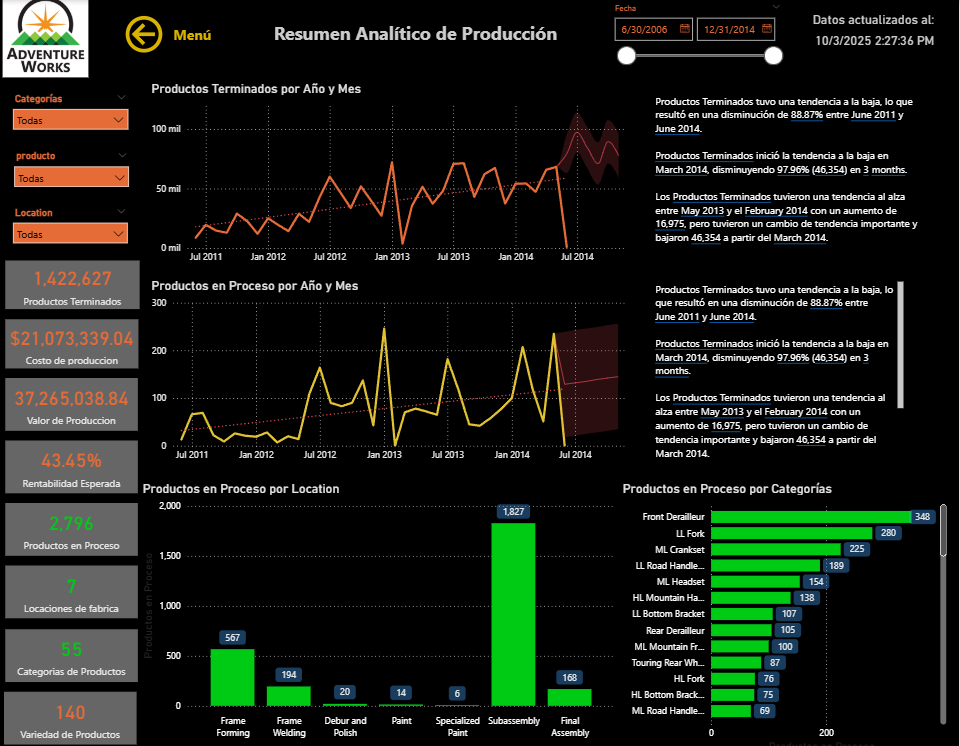 ADVENTURE
WORKS
Menú
Resumen Analítico de Producción
Fecha
6/30/2006
12/31/2014
Datos actualizados al:
10/3/2025 2:27:36 PM
Categorías
Todas
producto
Todas
Location
Todas
1,422,627
Productos Terminados
$21,073,339.04
Costo de produccion
37,265,038.84
Valor de Produccion
43.45%
Rentabilidad Esperada
2,796
Productos en Proceso
7
Locaciones de fabrica
55
Categorias de Productos
140
Variedad de Productos
Productos Terminados por Año y Mes
100 mil
50 mil
0 mil
Jul 2011
Jan 2012
Jul 2012
Jan 2013
Jul 2013
Jan 2014
Jul 2014
Productos Terminados tuvo una tendencia a la baja, lo que
resultó en una disminución de 88.87% entre June 2011 y
June 2014.
Productos Terminados inició la tendencia a la baja en
March 2014, disminuyendo 97.96% (46,354) en 3 months.
Los Productos Terminados tuvieron una tendencia al alza
entre May 2013 y el February 2014 con un aumento de
16,975, pero tuvieron un cambio de tendencia importante y
bajaron 46,354 a partir del March 2014.
Productos en Proceso por Año y Mes
300
200
100
0
Jul 2011
Jan 2012
Jul 2012
Jan 2013
Jul 2013
Jan 2014
Jul 2014
Productos Terminados tuvo una tendencia a la baja, lo
que resultó en una disminución de 88.87% entre
June 2011 y June 2014.
Productos Terminados inició la tendencia a la baja en
March 2014, disminuyendo 97.96% (46,354) en 3
months.
Los Productos Terminados tuvieron una tendencia al
alza entre May 2013 y el February 2014 con un
aumento de 16,975, pero tuvieron un cambio de
tendencia importante y bajaron 46,354 a partir del
March 2014.
Productos en Proceso por Location
Productos en Proceso
2,000
1,500
1,000
500
0
567
194
20
14
6
1,827
168
Frame
Forming
Frame
Welding
Debur and
Polish
Paint
Specialized
Paint
Subassembly
Final
Assembly
Productos en Proceso por Categorías
Front Derailleur 348
LL Fork 280
ML Crankset 225
LL Road Handle... 189
ML Headset 154
HL Mountain Ha... 138
LL Bottom Bracket 107
Rear Derailleur 105
ML Mountain Fr... 100
Touring Rear Wh... 87
HL Fork 76
HL Bottom Brack... 75
ML Road Handle... 69
0
200
Productos en Proceso